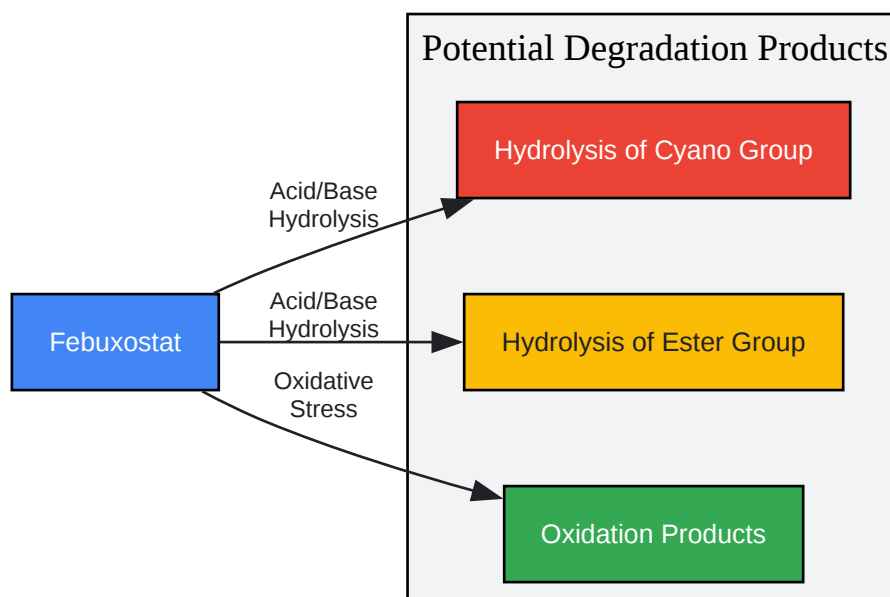 Potential Degradation Products
Hydrolysis of Cyano Group
Acid/Base
Hydrolysis
Febuxostat
Acid/Base
Hydrolysis
Hydrolysis of Ester Group
Oxidative
Stress
Oxidation Products